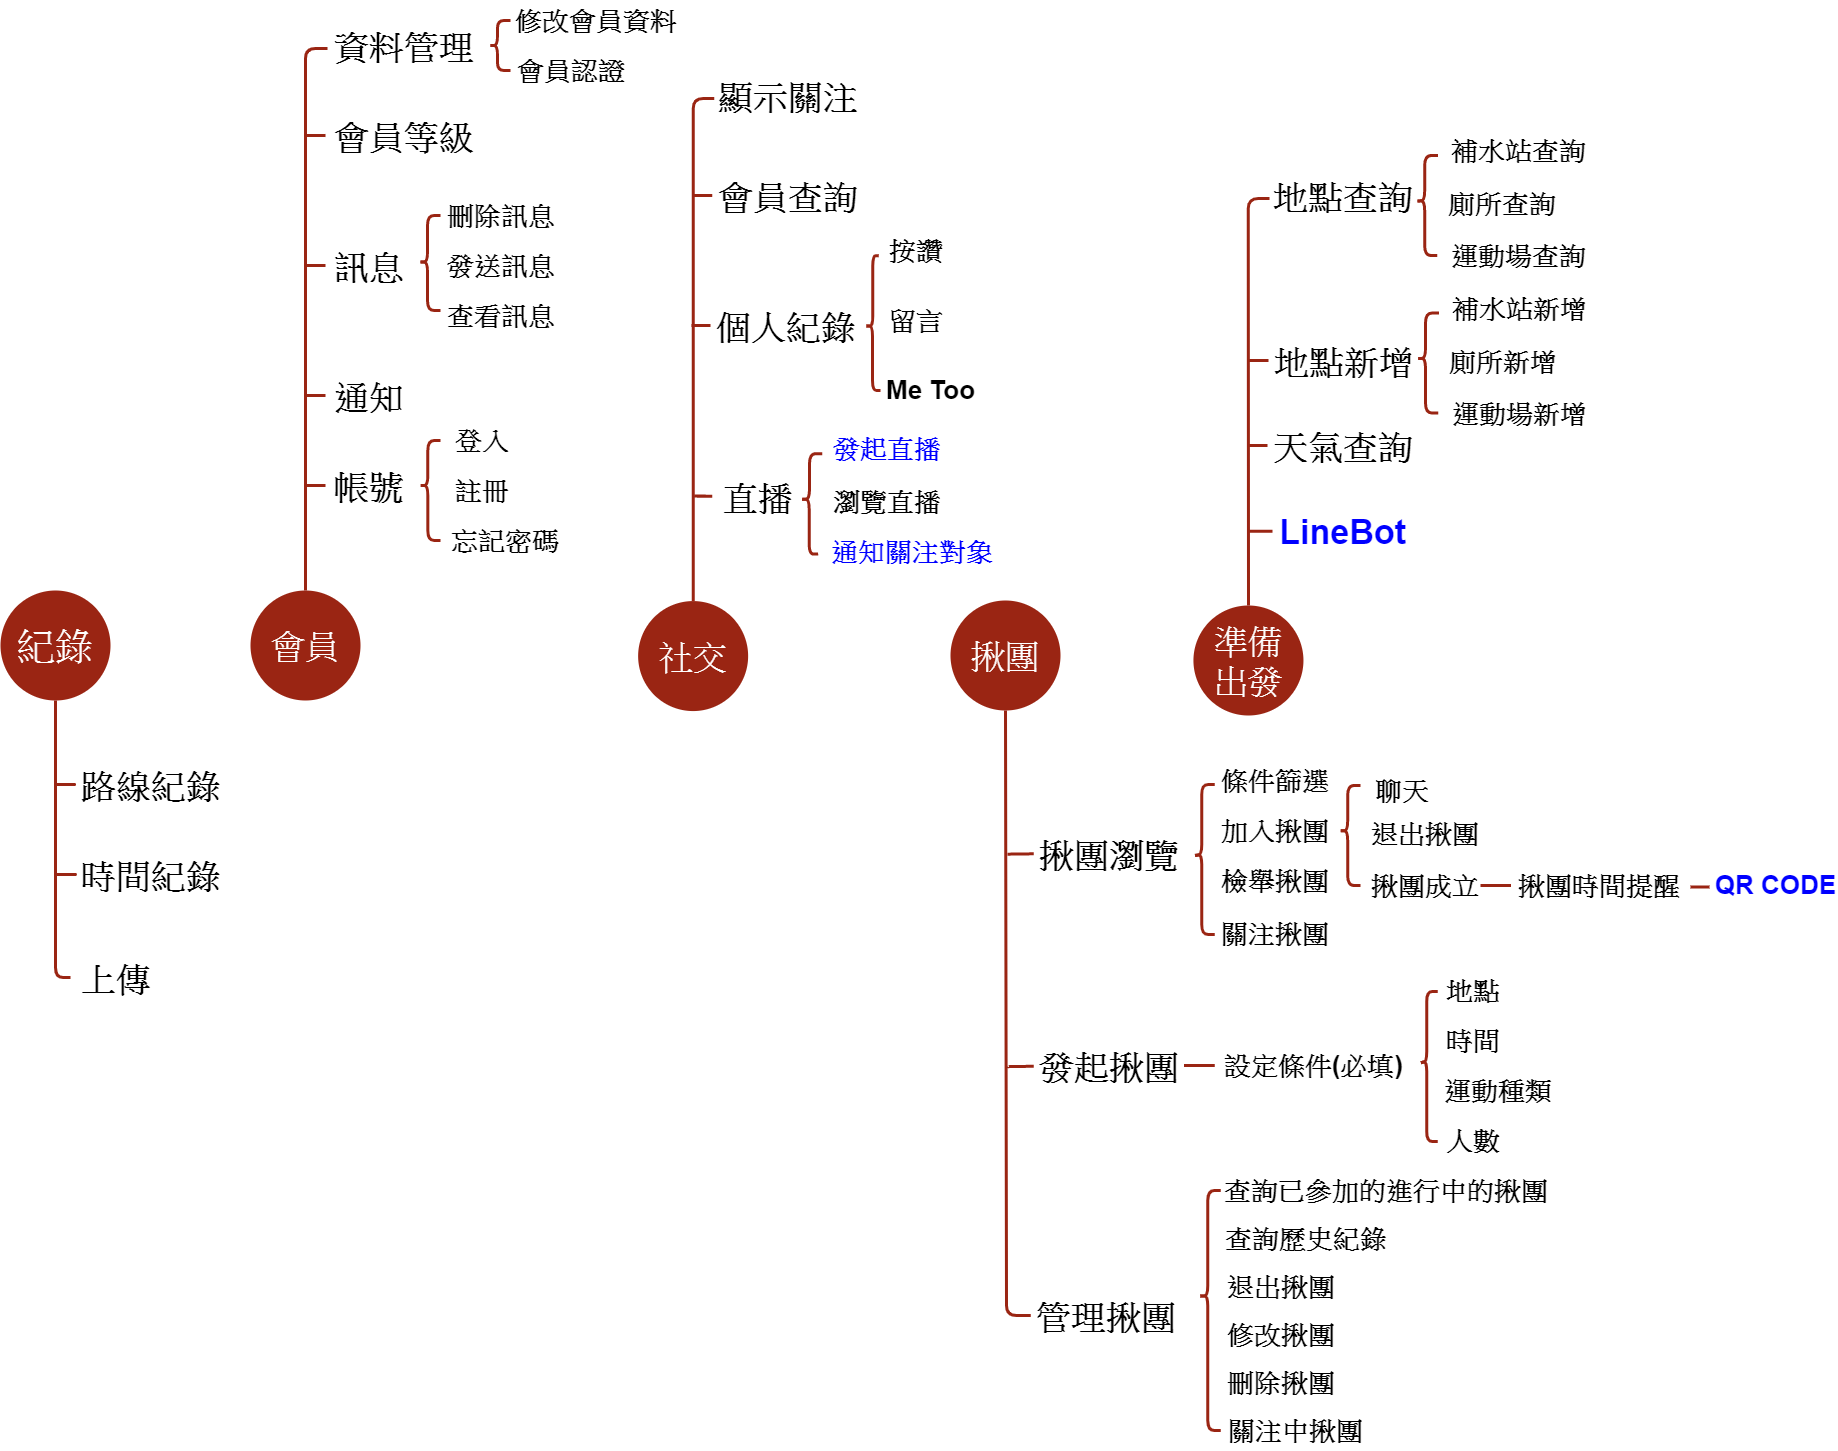 紀錄
路線紀錄
時間紀錄
上傳
會員
資料管理
修改會員資料
會員認證
會員等級
訊息
刪除訊息
發送訊息
查看訊息
通知
帳號
登入
註冊
忘記密碼
社交
顯示關注
會員查詢
個人紀錄
按讚
留言
Me Too
直播
發起直播
瀏覽直播
通知關注對象
揪團
揪團瀏覽
條件篩選
加入揪團
聊天
退出揪團
揪團成立
揪團時間提醒
QR CODE
檢舉揪團
關注揪團
發起揪團
設定條件(必填)
地點
時間
運動種類
人數
管理揪團
查詢已參加的進行中的揪團
查詢歷史紀錄
退出揪團
修改揪團
刪除揪團
關注中揪團
準備
出發
地點查詢
補水站查詢
廁所查詢
運動場查詢
地點新增
補水站新增
廁所新增
運動場新增
天氣查詢
LineBot